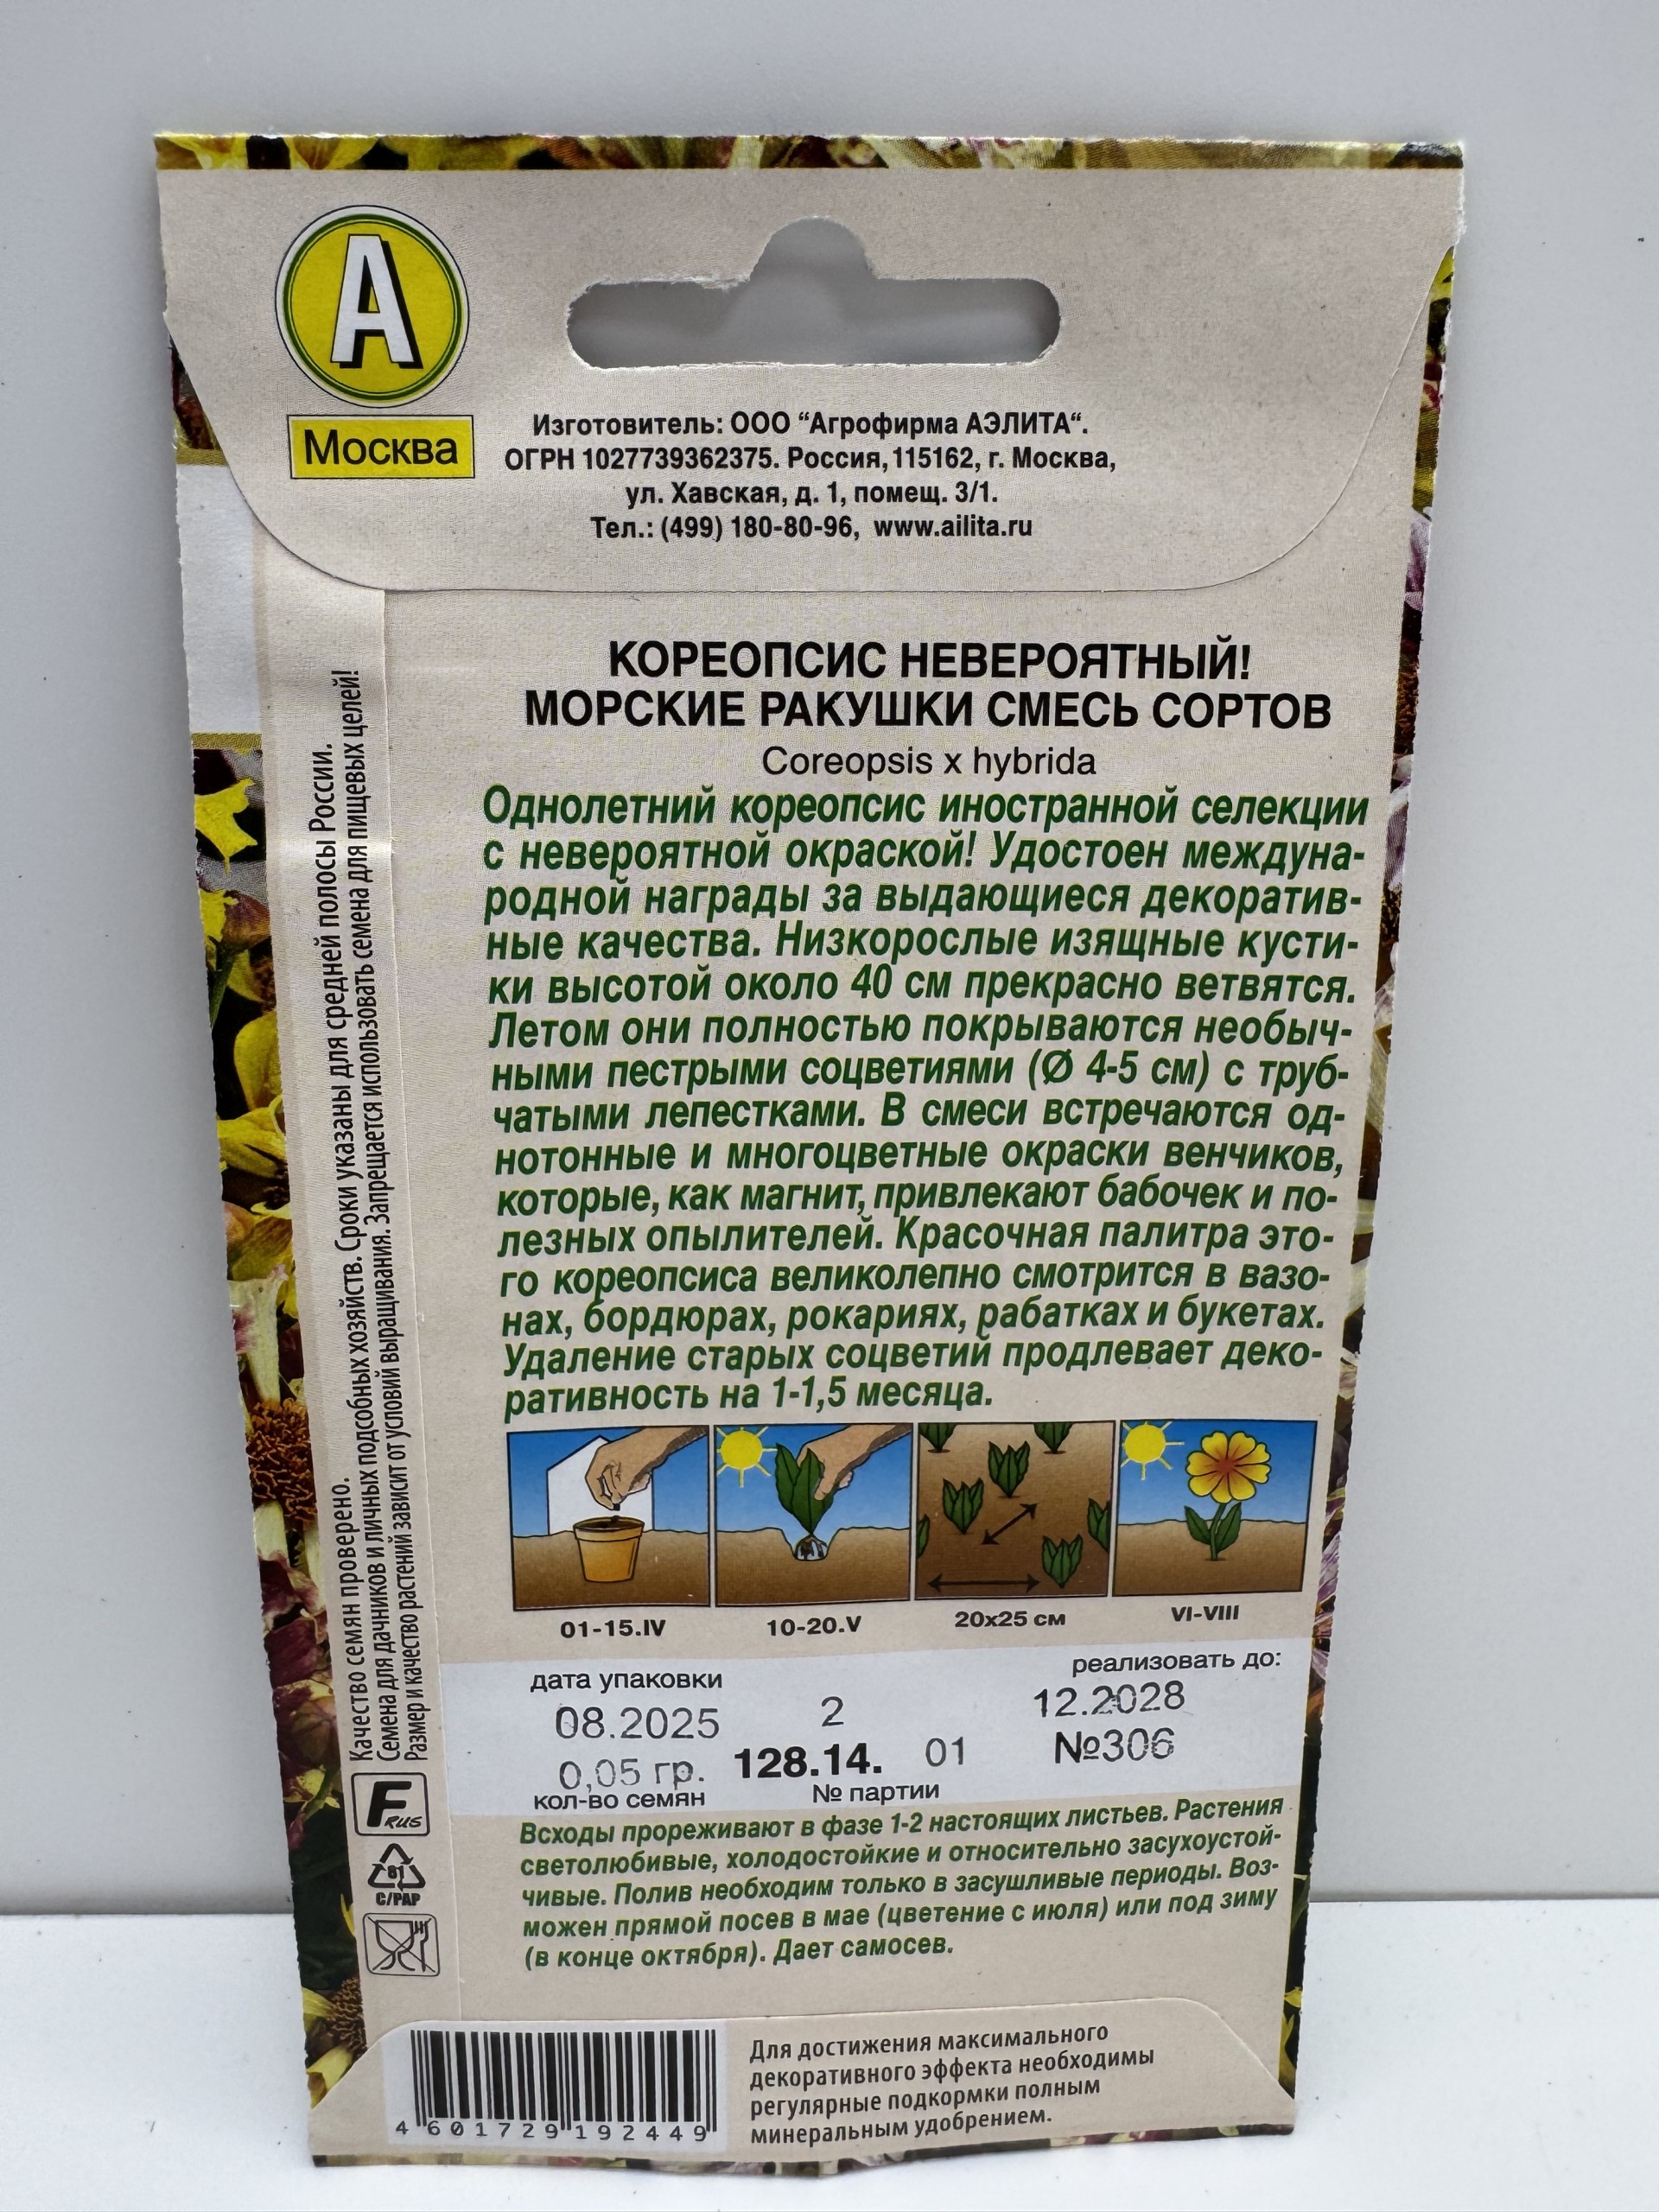 А
Москва
Изготовитель: ООО “Агрофирма АЭЛИТА“.
ОГРН 1027739362375. Россия, 115162, г. Москва,
ул. Хавская, д. 1, помещ. 3/1.
Тел.: (499) 180-80-96, www.ailita.ru
КОРЕОПСИС НЕВЕРОЯТНЫЙ!
МОРСКИЕ РАКУШКИ СМЕСЬ СОРТОВ
Coreopsis x hybrida
Однолетний кореопсис иностранной селекции
с невероятной окраской! Удостоен междуна-
родной награды за выдающиеся декоратив-
ные качества. Низкорослые изящные кусти-
ки высотой около 40 см прекрасно ветвятся.
Летом они полностью покрываются необыч-
ными пестрыми соцветиями (Ø 4-5 см) с труб-
чатыми лепестками. В смеси встречаются од-
нотонные и многоцветные окраски венчиков,
которые, как магнит, привлекают бабочек и по-
лезных опылителей. Красочная палитра это-
го кореопсиса великолепно смотрится в вазо-
нах, бордюрах, рокариях, рабатках и букетах.
Удаление старых соцветий продлевает деко-
ративность на 1-1,5 месяца.
01-15.IV 10-20.V 20x25 см VI-VIII
дата упаковки реализовать до:
08.2025 2 12.2028
0,05 гр. 128.14. 01 №306
кол-во семян № партии
Всходы прореживают в фазе 1-2 настоящих листьев. Растения
светолюбивые, холодостойкие и относительно засухоустой-
чивые. Полив необходим только в засушливые периоды. Воз-
можен прямой посев в мае (цветение с июля) или под зиму
(в конце октября). Дает самосев.
Качество семян проверено.
Семена для дачников и личных подсобных хозяйств. Сроки указаны для средней полосы России.
Размер и качество растений зависит от условий выращивания. Запрещается использовать семена для пищевых целей!
F RUS
81
C/PAP
4 601729 192449
Для достижения максимального
декоративного эффекта необходимы
регулярные подкормки полным
минеральным удобрением.